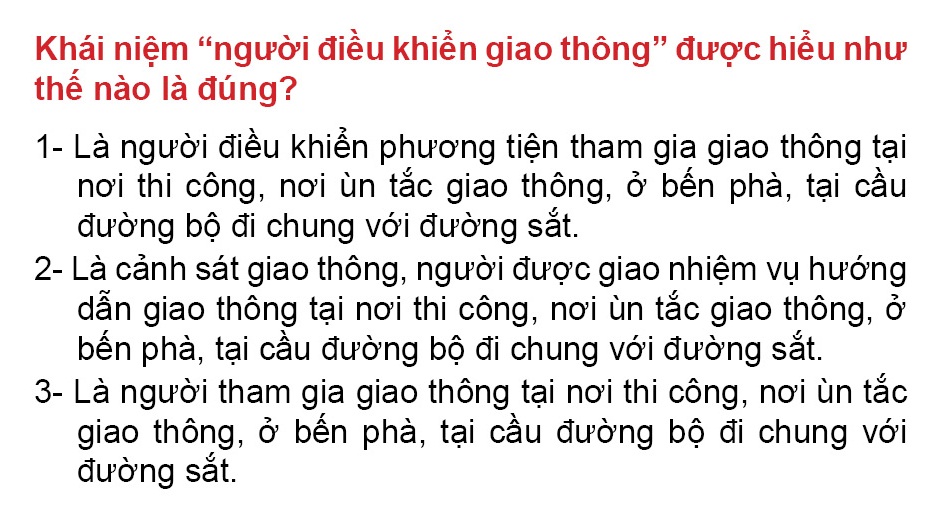 Khái niệm “người điều khiển giao thông” được hiểu như
thế nào là đúng?
1- Là người điều khiển phương tiện tham gia giao thông tại
nơi thi công, nơi ùn tắc giao thông, ở bến phà, tại cầu
đường bộ đi chung với đường sắt.
2- Là cảnh sát giao thông, người được giao nhiệm vụ hướng
dẫn giao thông tại nơi thi công, nơi ùn tắc giao thông, ở
bến phà, tại cầu đường bộ đi chung với đường sắt.
3- Là người tham gia giao thông tại nơi thi công, nơi ùn tắc
giao thông, ở bến phà, tại cầu đường bộ đi chung với
đường sắt.